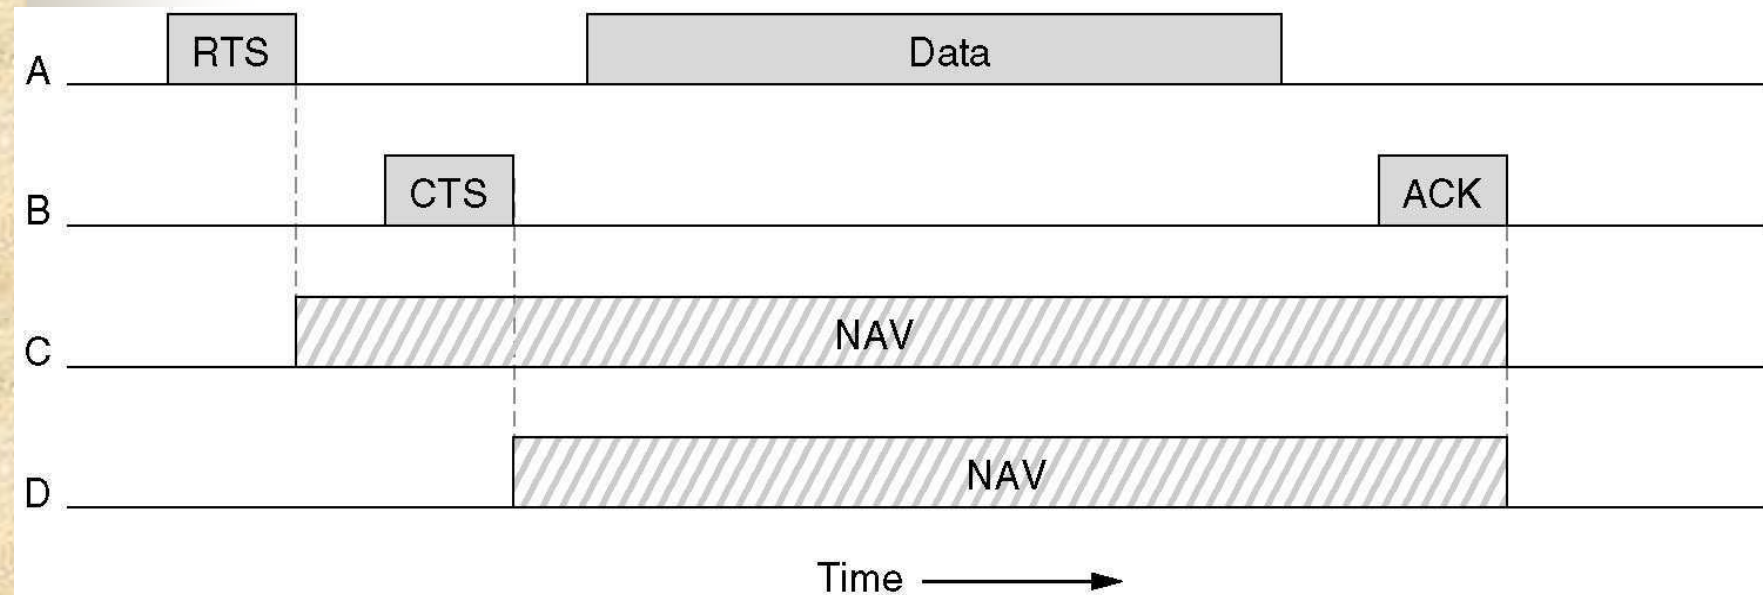 A RTS Data
B CTS ACK
C NAV
D NAV
Time